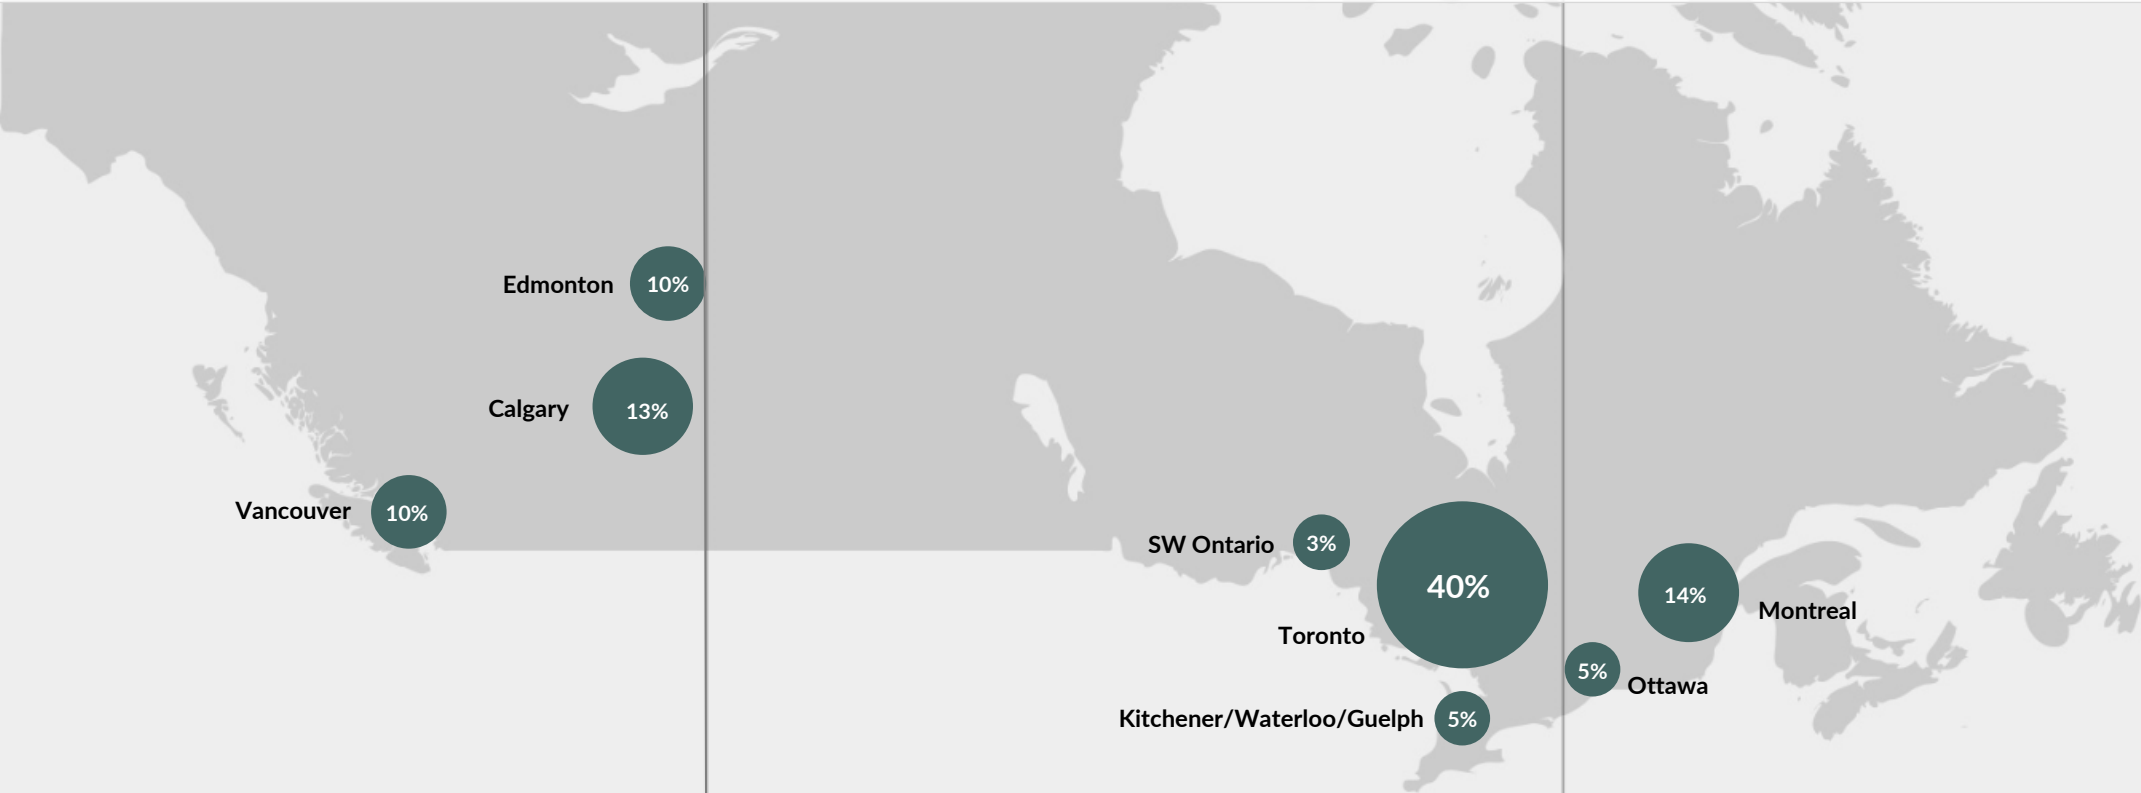 Edmonton 10%
Calgary 13%
Vancouver 10%
SW Ontario 3%
40%
Toronto
14%
Montreal
5%
Ottawa
Kitchener/Waterloo/Guelph 5%